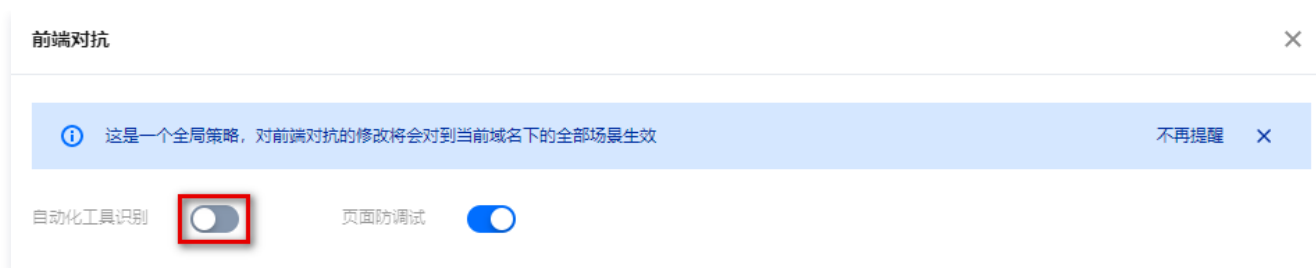 前端对抗
这是一个全局策略，对前端对抗的修改将会对到当前域名下的全部场景生效 不再提醒
自动化工具识别 页面防调试